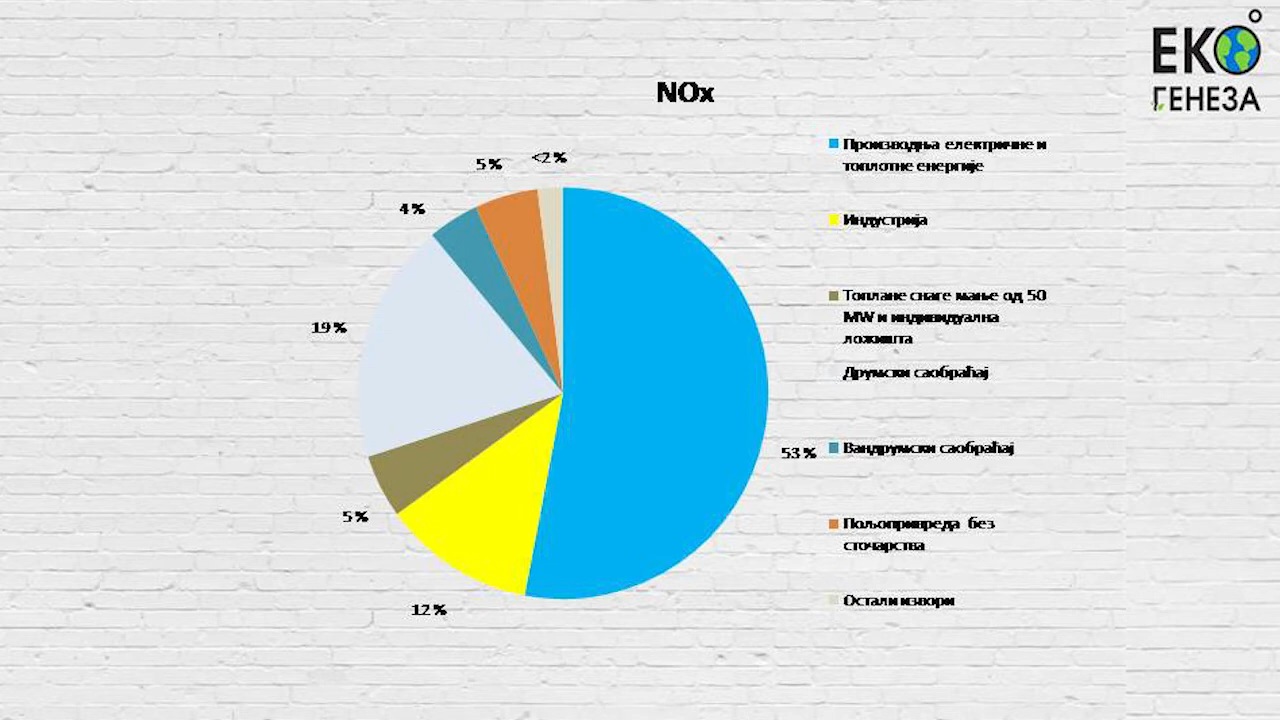 ЕКО
ГЕНЕЗА
NOx
<2%
5%
4%
19%
5%
12%
53%
Производња електричне и
топлотне енергије
Индустрија
Топлане снаге мање од 50
MW и индивидуална
ложишта
Друмски саобраћај
Вандрумски саобраћај
Пољопривреда без
сточарства
Остали извори